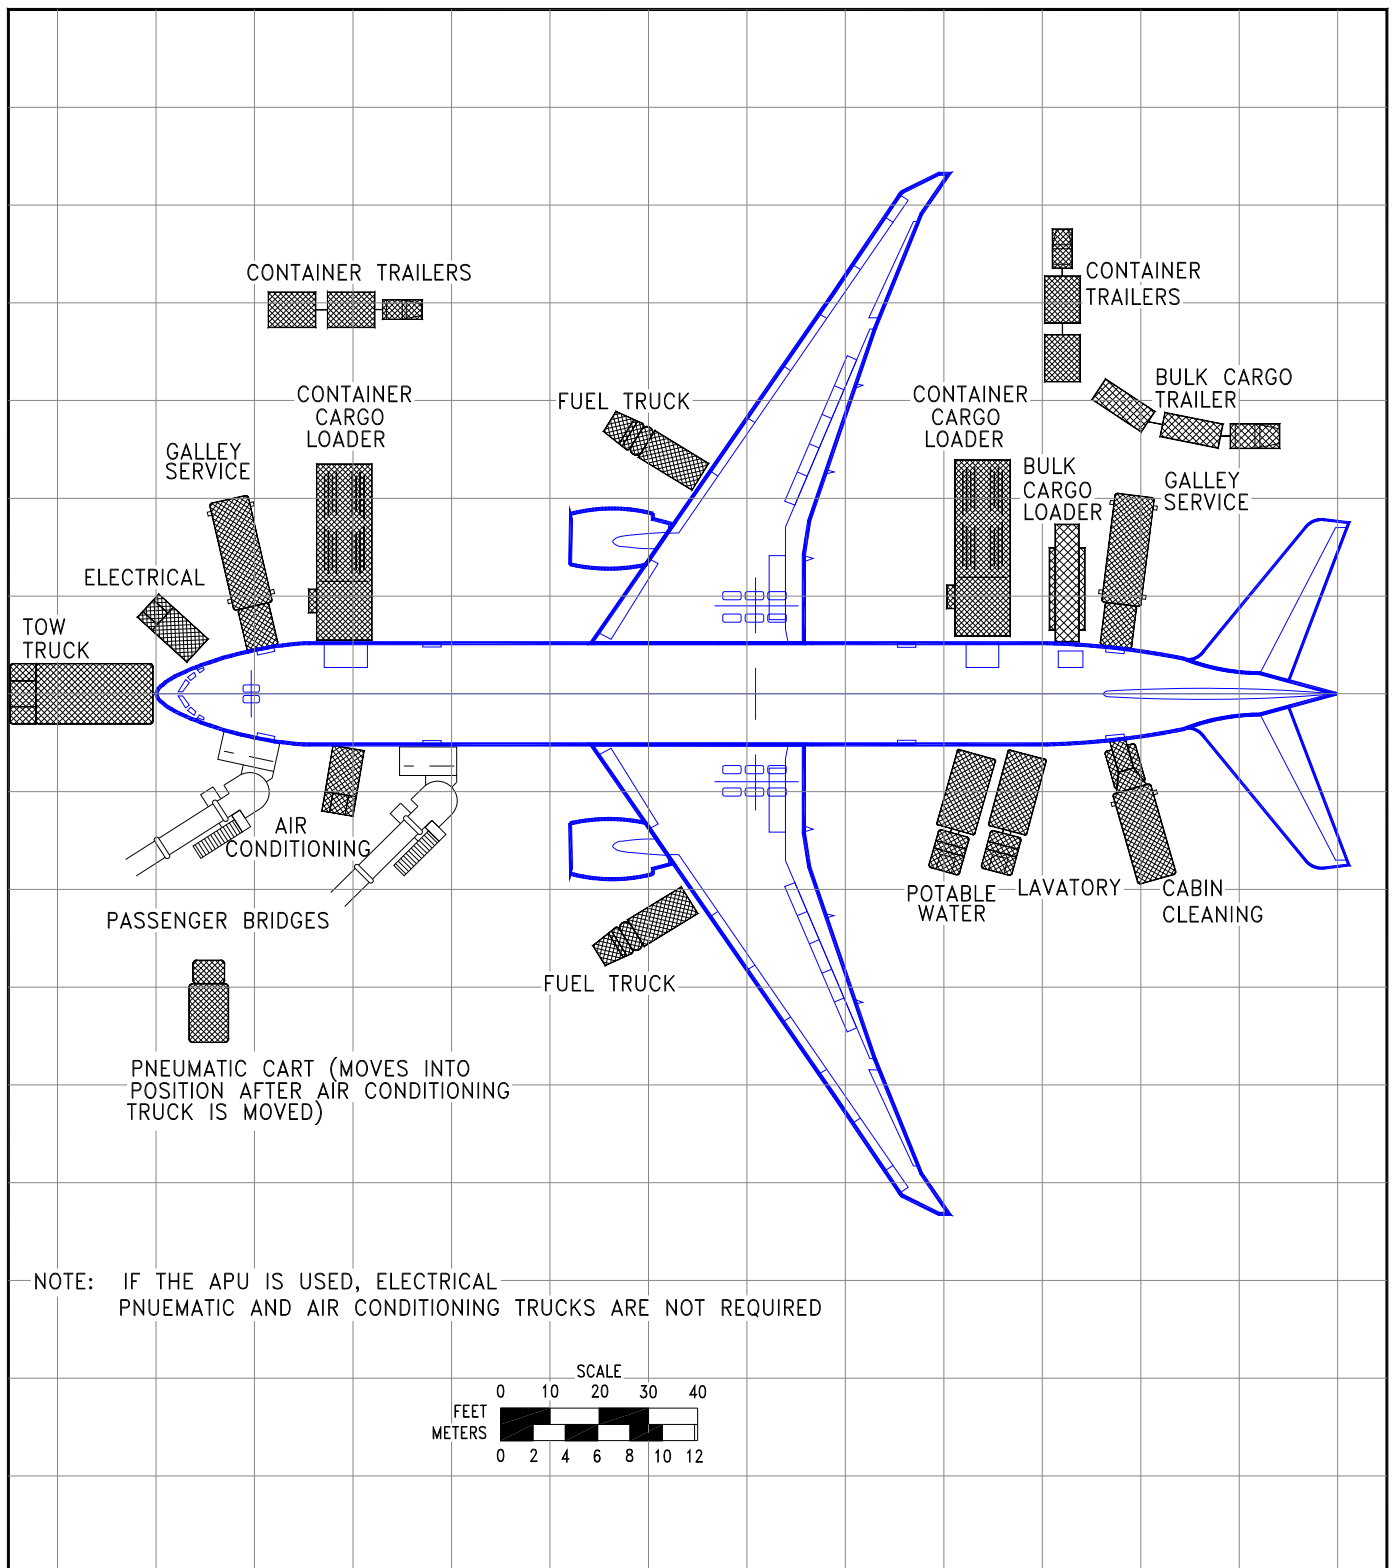 CONTAINER TRAILERS
CONTAINER
TRAILERS
BULK CARGO
TRAILER
CONTAINER
CARGO
LOADER
FUEL TRUCK
CONTAINER
CARGO
LOADER
GALLEY
SERVICE
BULK
CARGO
LOADER
GALLEY
SERVICE
ELECTRICAL
TOW
TRUCK
AIR
CONDITIONING
PASSENGER BRIDGES
POTABLE
WATER
LAVATORY
CABIN
CLEANING
FUEL TRUCK
PNEUMATIC CART (MOVES INTO
POSITION AFTER AIR CONDITIONING
TRUCK IS MOVED)
NOTE: IF THE APU IS USED, ELECTRICAL
PNUEMATIC AND AIR CONDITIONING TRUCKS ARE NOT REQUIRED
SCALE
0 10 20 30 40
FEET
METERS
0 2 4 6 8 10 12